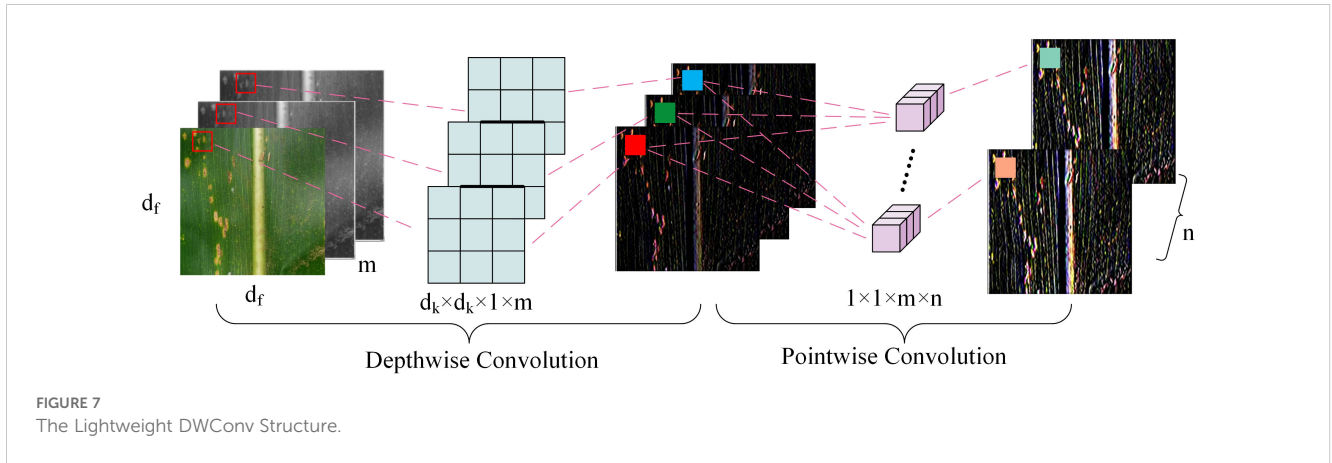 d_f
m
d_f
d_k×d_k×1×m
1×1×m×n
n
Depthwise Convolution
Pointwise Convolution
FIGURE 7
The Lightweight DWConv Structure.